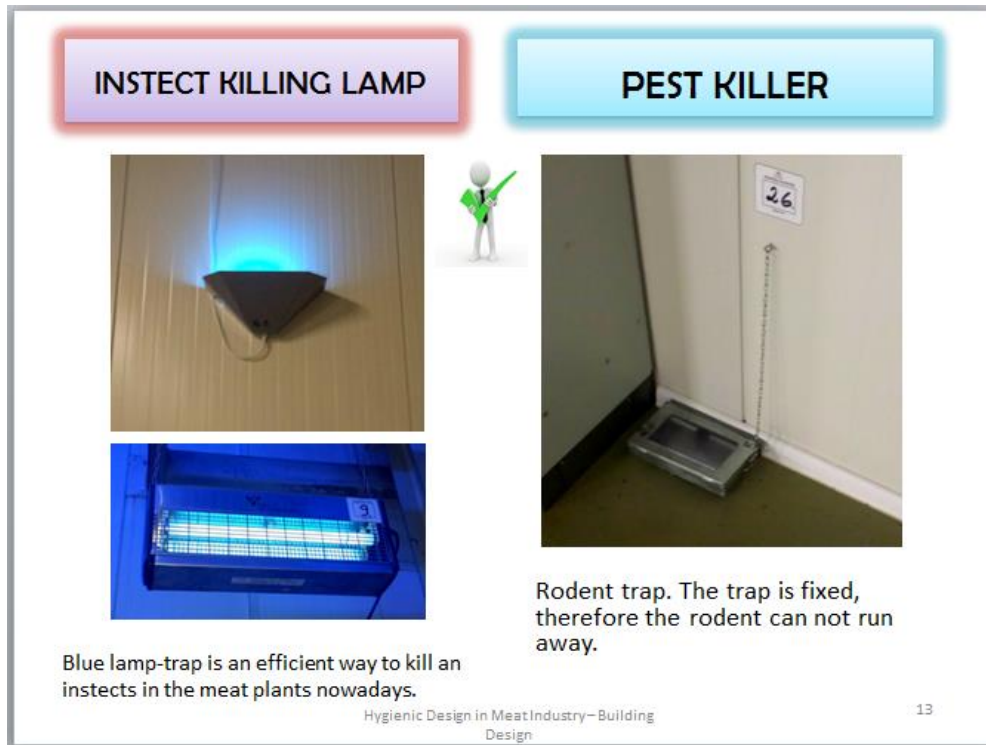 INSTECT KILLING LAMP
PEST KILLER
26
9
Blue lamp-trap is an efficient way to kill an
instects in the meat plants nowadays.
Rodent trap. The trap is fixed,
therefore the rodent can not run
away.
Hygienic Design in Meat Industry–Building
Design
13